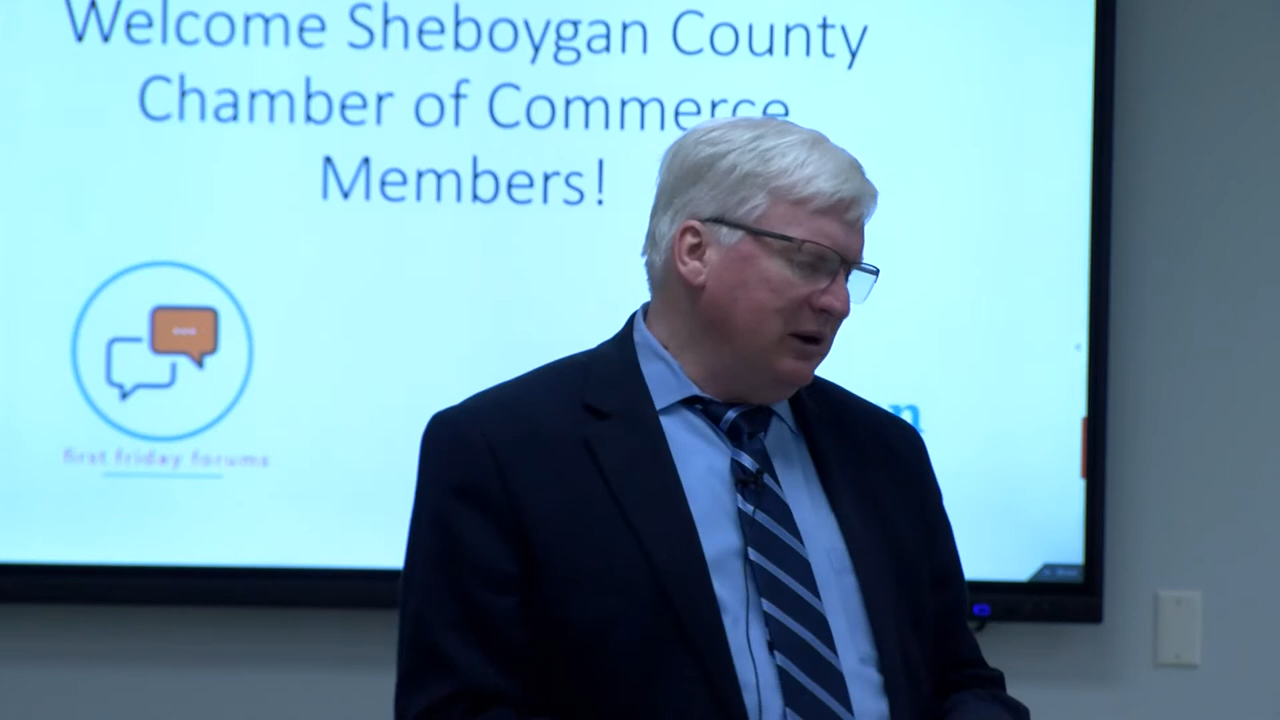 Welcome Sheboygan County
Chamber of Commerce
Members!
first friday forums
n